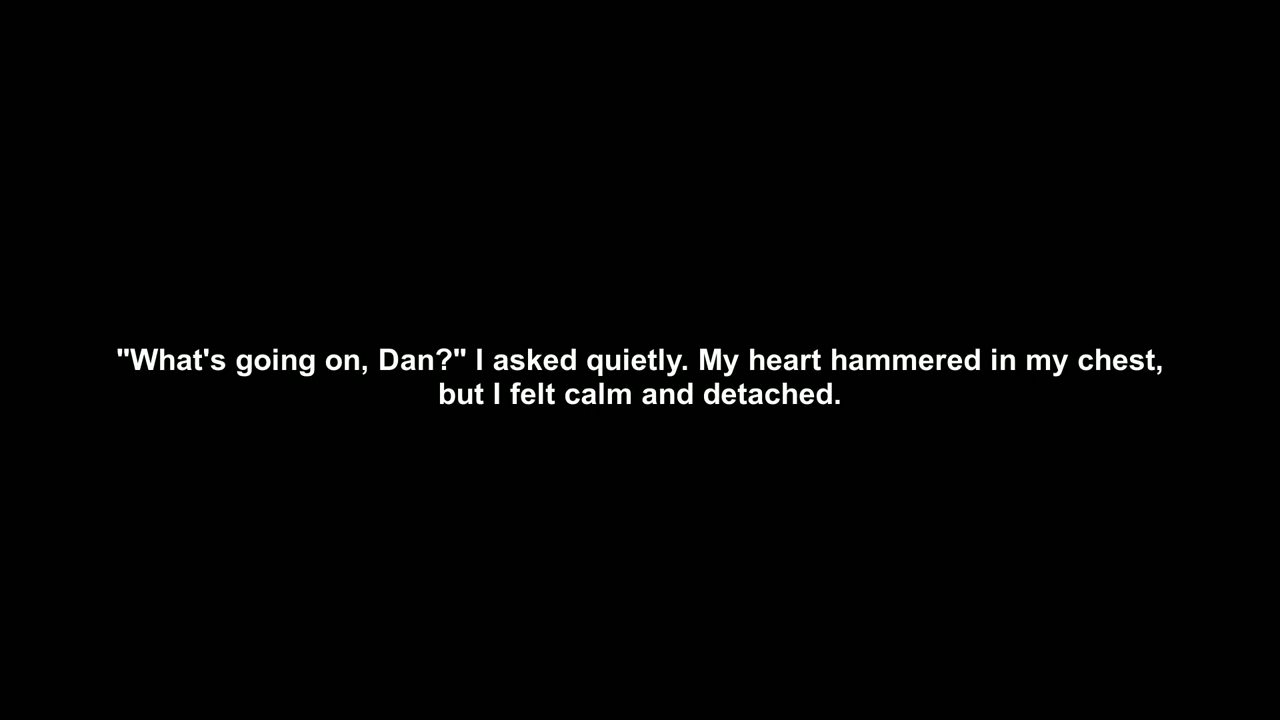 "What's going on, Dan?" I asked quietly. My heart hammered in my chest,
but I felt calm and detached.